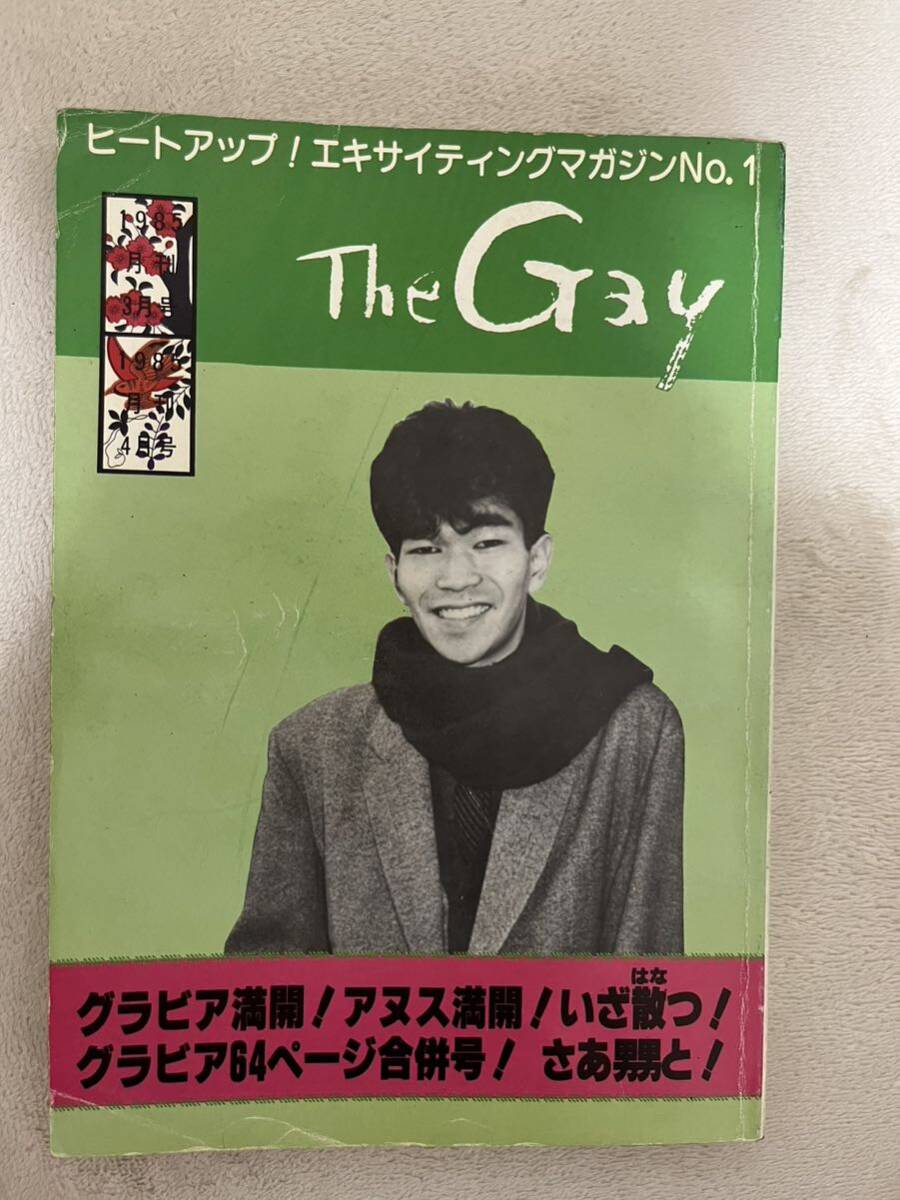 ヒートアップ！エキサイティングマガジンNo.1
The Gay
1985
月刊
3月号
1985
月刊
4月号
はな
グラビア満開！アヌス満開！いざ散つ！
グラビア64ページ合併号！ さあ男男と！